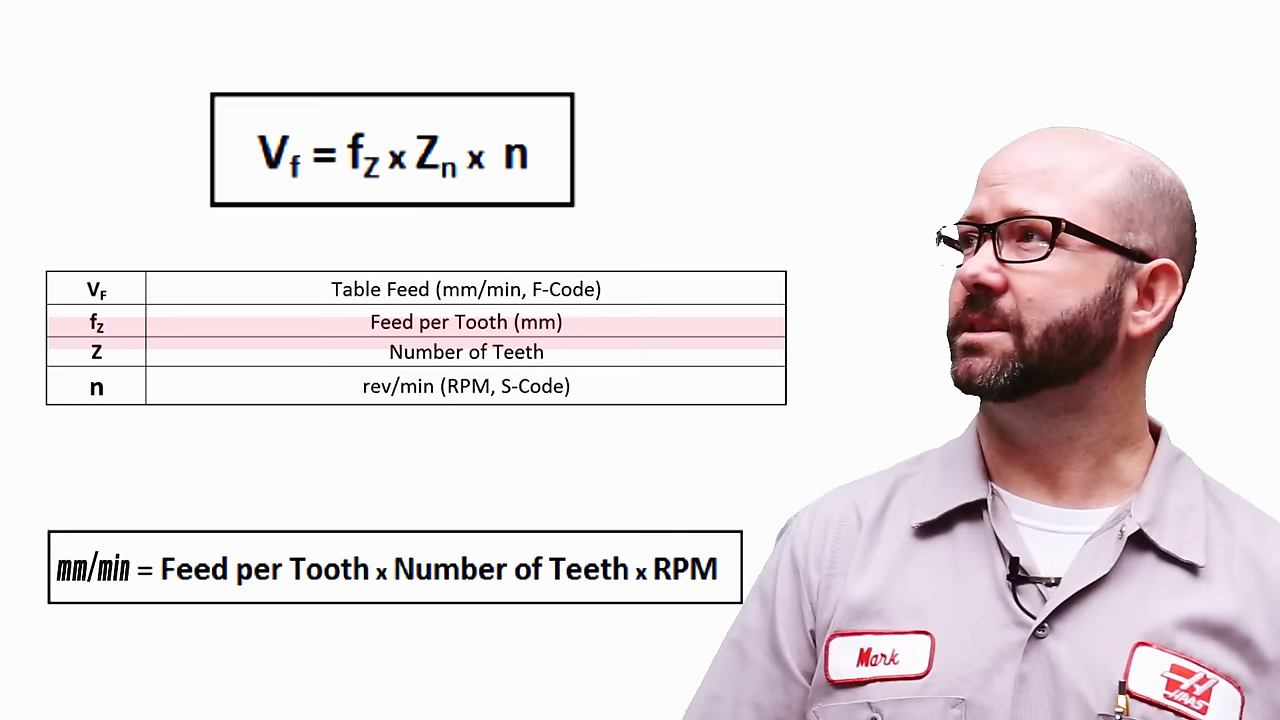 Vf = fz x Zn x n
VF Table Feed (mm/min, F-Code)
fz Feed per Tooth (mm)
Z Number of Teeth
n rev/min (RPM, S-Code)
mm/min = Feed per Tooth x Number of Teeth x RPM
Mark
HAAS